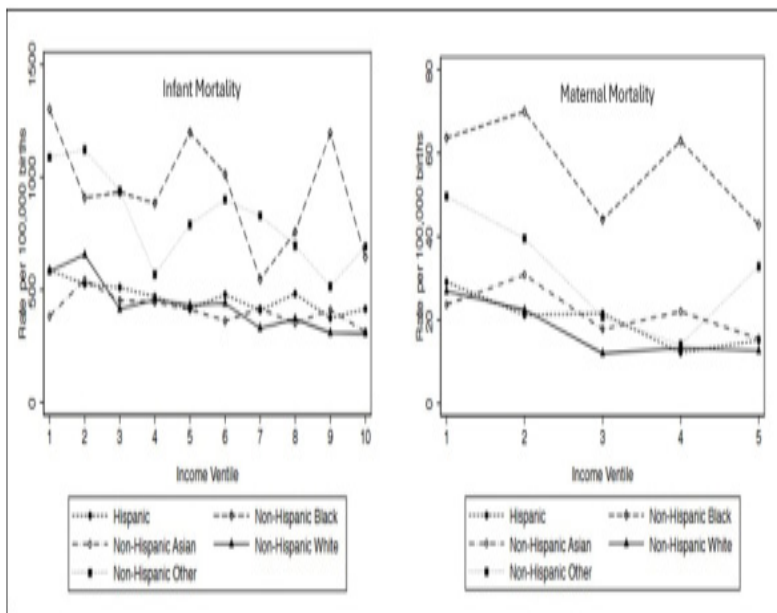 Infant Mortality
Rate per 100,000 births
1500
1000
500
0
1 2 3 4 5 6 7 8 9 10
Income Ventile
Hispanic
Non-Hispanic Black
Non-Hispanic Asian
Non-Hispanic White
Non-Hispanic Other
Maternal Mortality
Rate per 100,000 births
80
60
40
20
0
1 2 3 4 5
Income Ventile
Hispanic
Non-Hispanic Black
Non-Hispanic Asian
Non-Hispanic White
Non-Hispanic Other